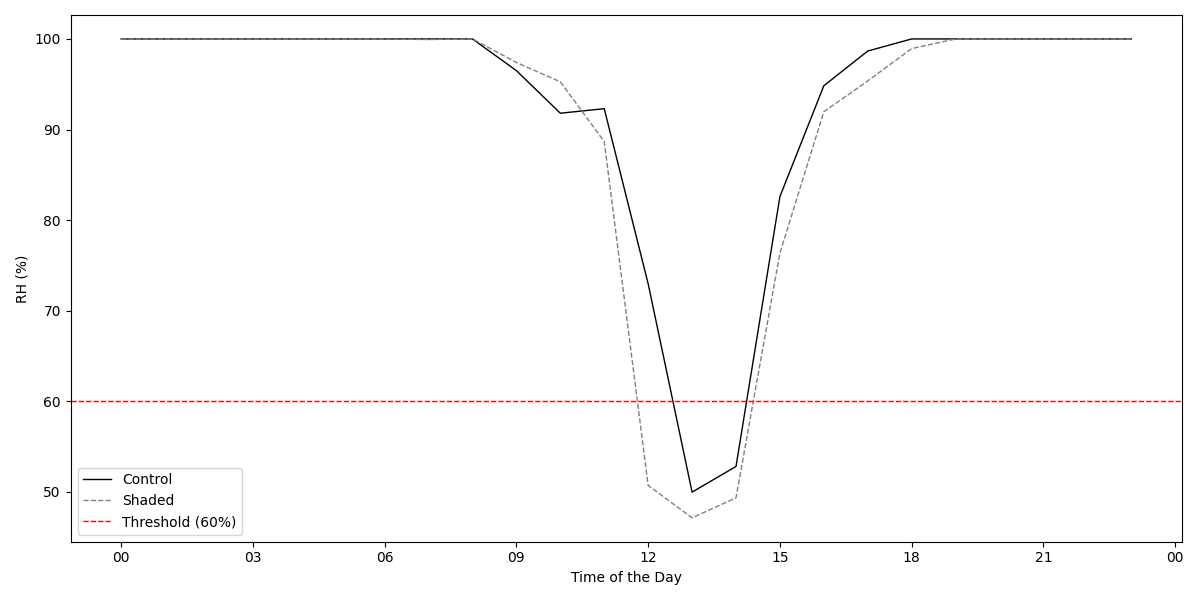 100
90
80
70
60
50
RH (%)
Control
Shaded
Threshold (60%)
00 03 06 09 12 15 18 21 00
Time of the Day